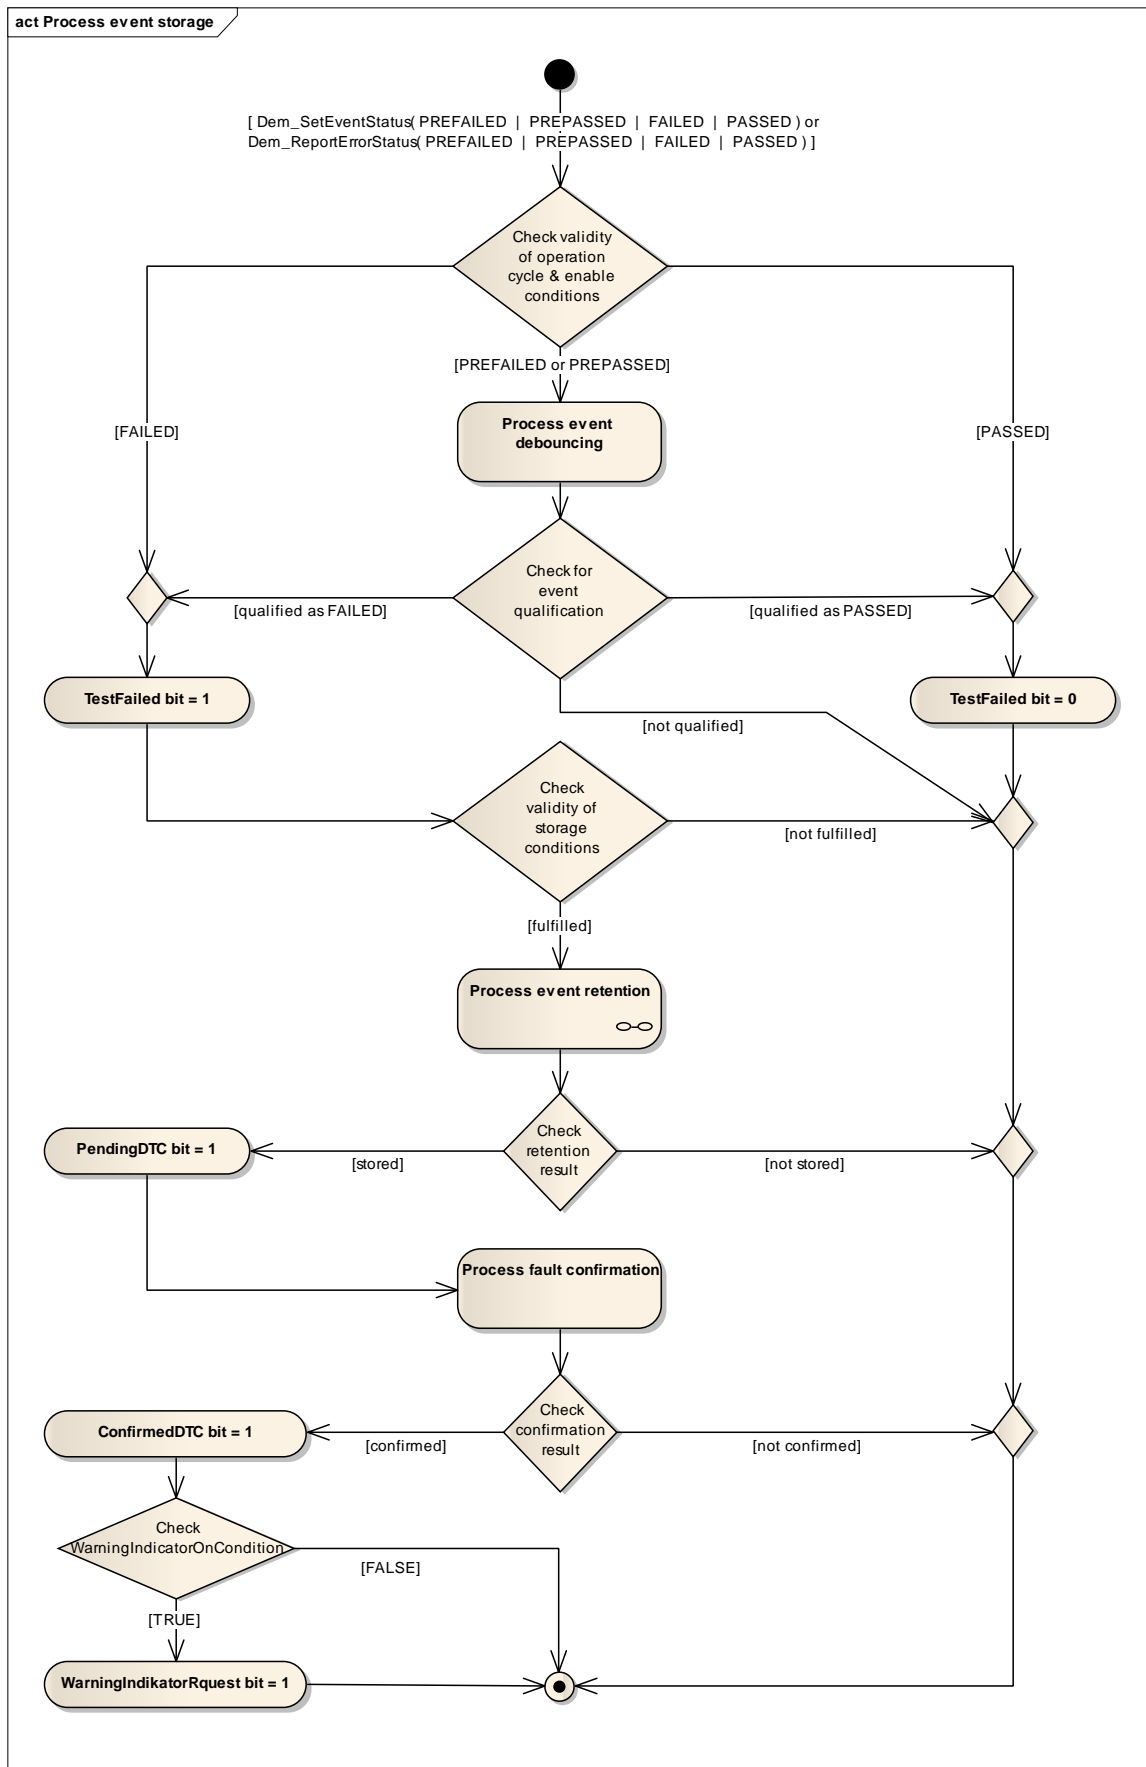 act Process event storage
[ Dem_SetEventStatus( PREFAILED | PREPASSED | FAILED | PASSED ) or
Dem_ReportErrorStatus( PREFAILED | PREPASSED | FAILED | PASSED ) ]
Check validity
of operation
cycle & enable
conditions
[PREFAILED or PREPASSED]
[FAILED]
Process event
debouncing
[PASSED]
Check for
event
qualification
[qualified as FAILED]
[qualified as PASSED]
TestFailed bit = 1
TestFailed bit = 0
[not qualified]
Check
validity of
storage
conditions
[not fulfilled]
[fulfilled]
Process event retention
Check
retention
result
PendingDTC bit = 1
[stored]
[not stored]
Process fault confirmation
Check
confirmation
result
ConfirmedDTC bit = 1
[confirmed]
[not confirmed]
Check
WarningIndicatorOnCondition
[FALSE]
[TRUE]
WarningIndikatorRquest bit = 1